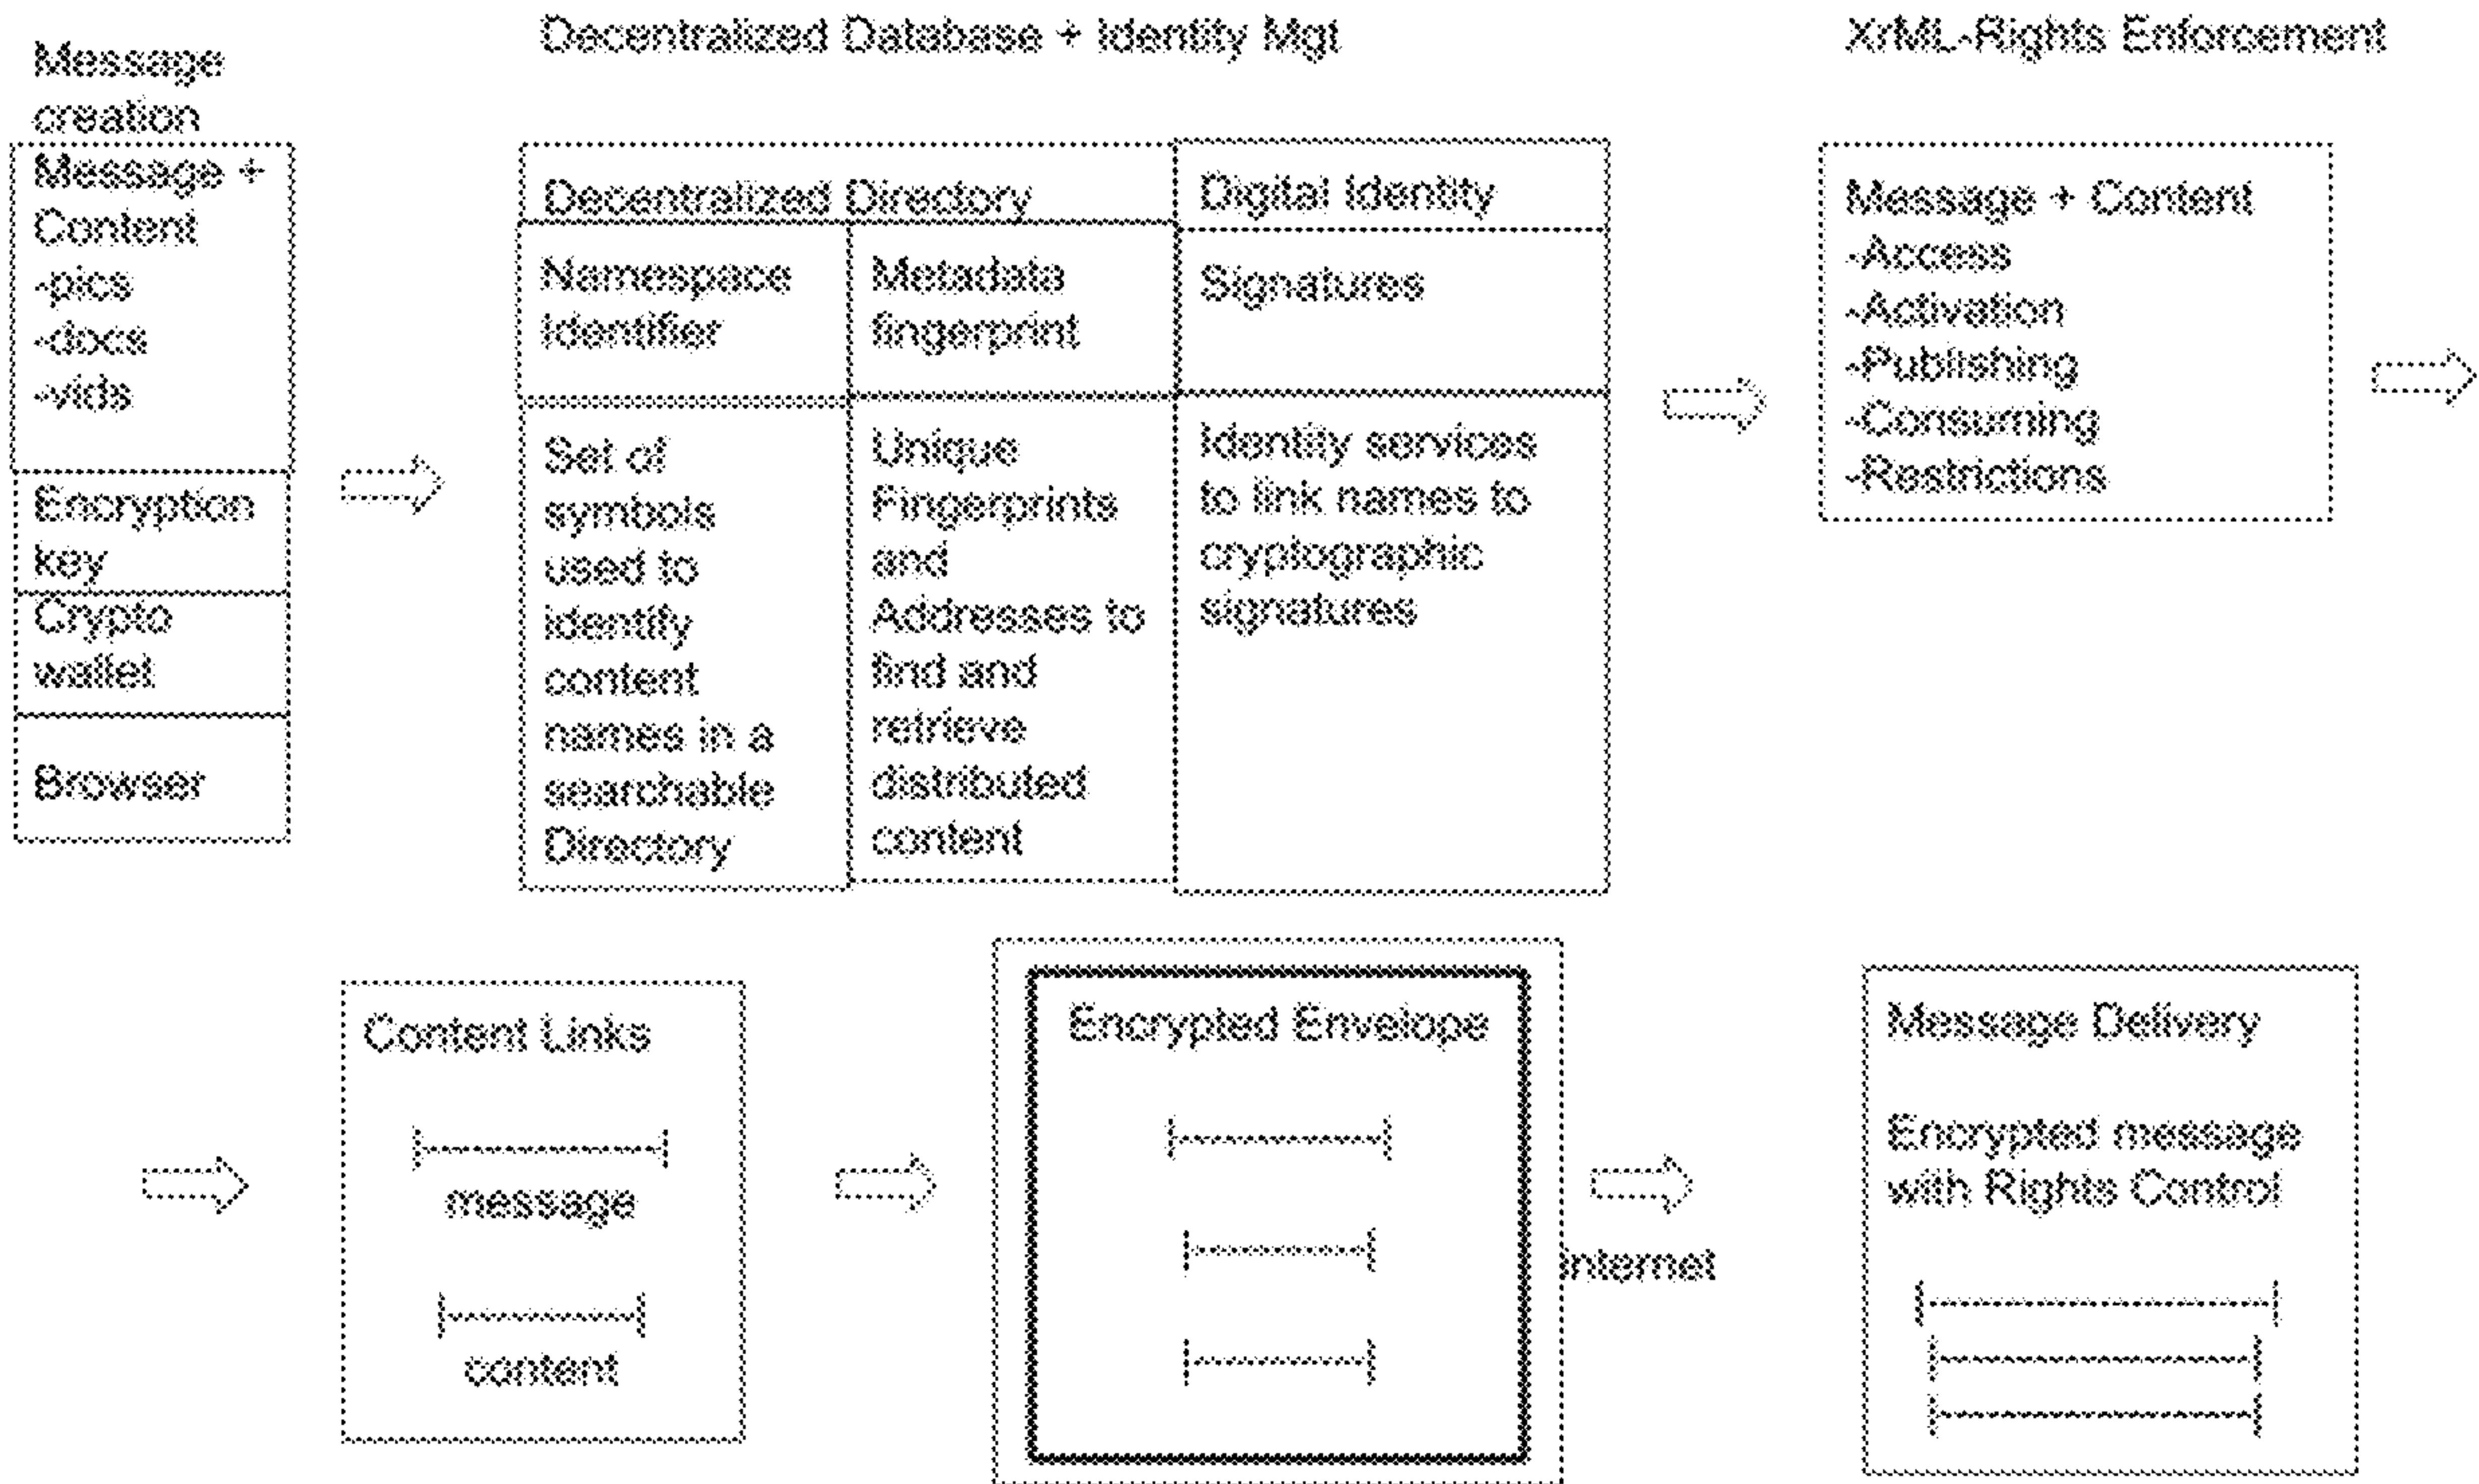 Message
creation
Message +
Content
-pics
-docs
-vids
Encryption
key
Crypto
wallet
Browser
Decentralized Database + Identity Mgt
Decentralized Directory
Digital Identity
Namespace
Identifier
Metadata
fingerprint
Signatures
Set of
symbols
used to
identify
content
names in a
searchable
Directory
Unique
Fingerprints
and
Addresses to
find and
retrieve
distributed
content
Identity services
to link names to
cryptographic
signatures
XrML-Rights Enforcement
Message + Content
-Access
-Activation
-Publishing
-Consuming
-Restrictions
Content Links
message
content
Encrypted Envelope
internet
Message Delivery
Encrypted message
with Rights Control